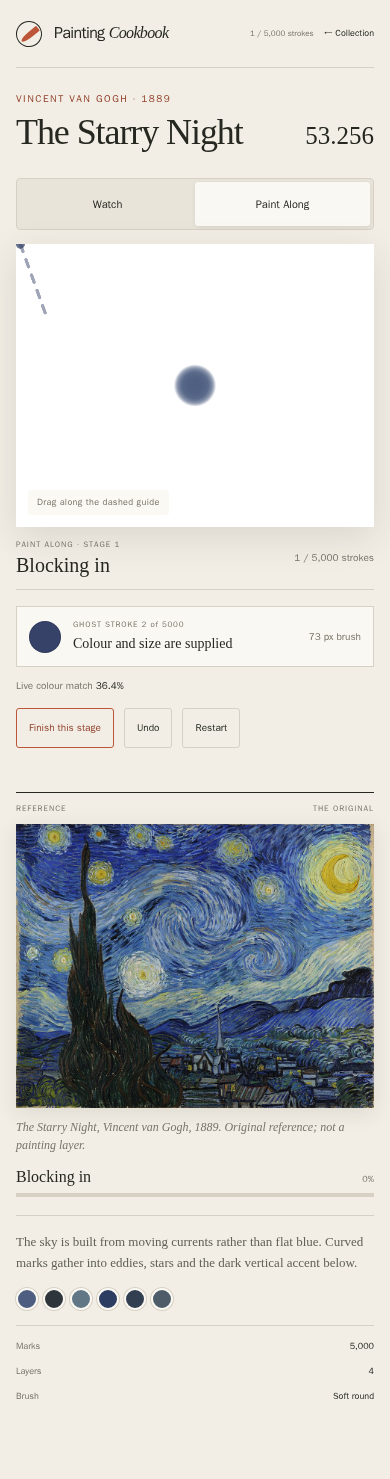 Painting Cookbook
1 / 5,000 strokes
← Collection
VINCENT VAN GOGH · 1889
The Starry Night
53.256
Watch
Paint Along
Drag along the dashed guide
PAINT ALONG · STAGE 1
Blocking in
1 / 5,000 strokes
GHOST STROKE 2 of 5000
Colour and size are supplied
73 px brush
Live colour match 36.4%
Finish this stage
Undo
Restart
REFERENCE
THE ORIGINAL
The Starry Night, Vincent van Gogh, 1889. Original reference; not a
painting layer.
Blocking in
0%
The sky is built from moving currents rather than flat blue. Curved
marks gather into eddies, stars and the dark vertical accent below.
Marks
5,000
Layers
4
Brush
Soft round